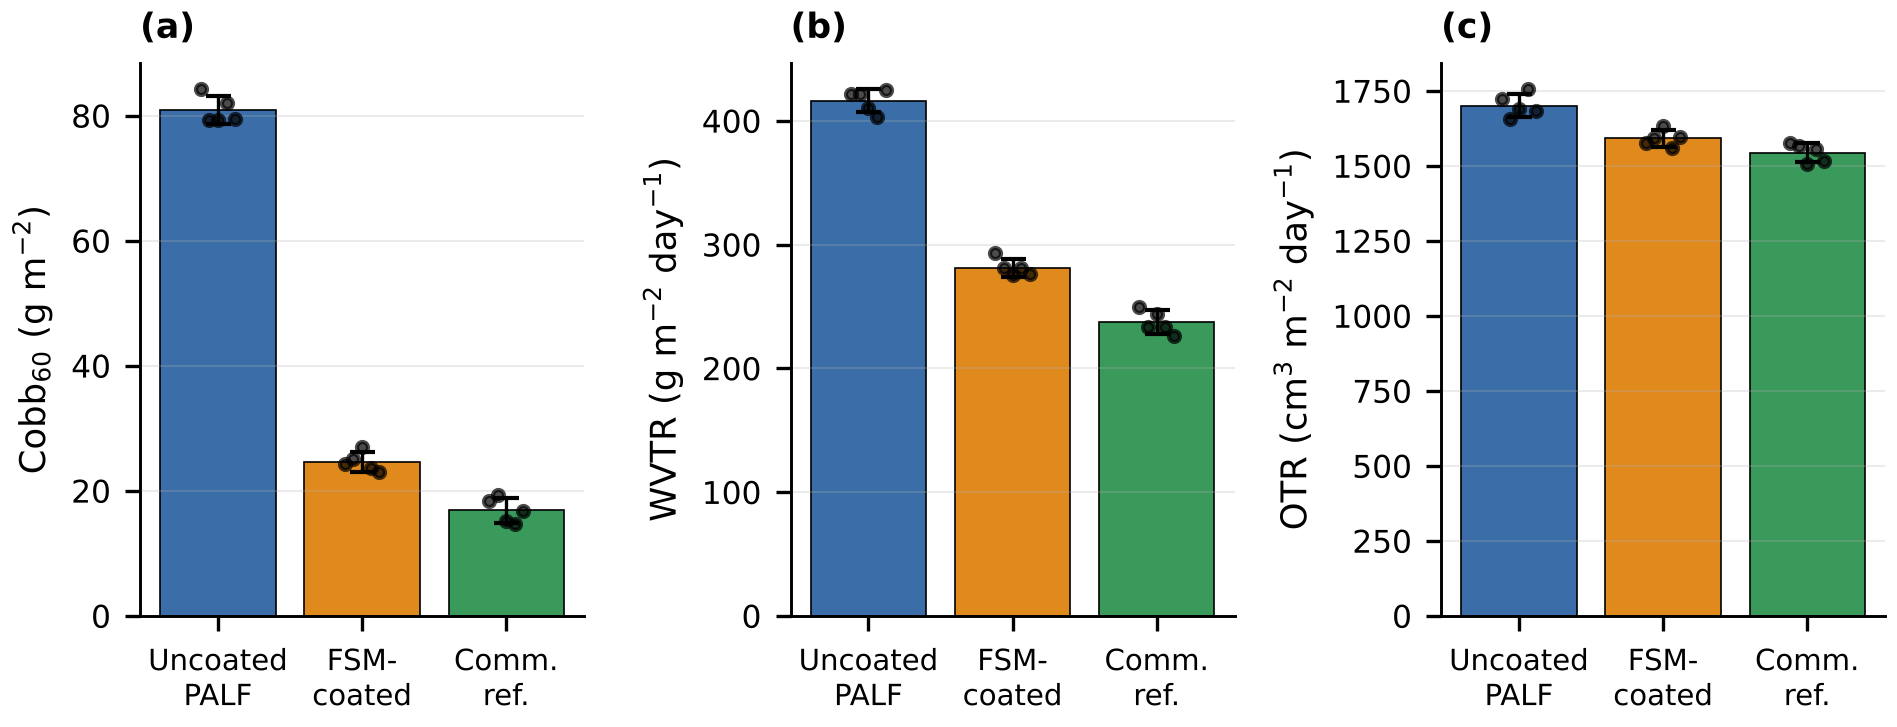 (a)
Cobb₆₀ (g m⁻²)
80
60
40
20
0
Uncoated
PALF
FSM-
coated
Comm.
ref.
(b)
WVTR (g m⁻² day⁻¹)
400
300
200
100
0
Uncoated
PALF
FSM-
coated
Comm.
ref.
(c)
OTR (cm³ m⁻² day⁻¹)
1750
1500
1250
1000
750
500
250
0
Uncoated
PALF
FSM-
coated
Comm.
ref.